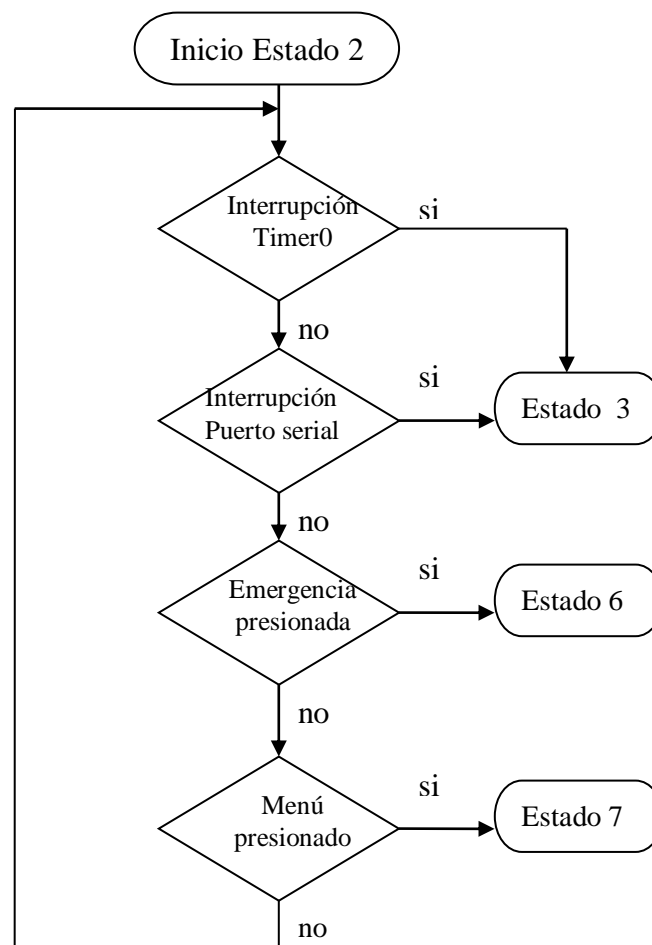 Inicio Estado 2
Interrupción
Timer0
si
no
Interrupción
Puerto serial
si
Estado 3
no
Emergencia
presionada
si
Estado 6
no
Menú
presionado
si
Estado 7
no